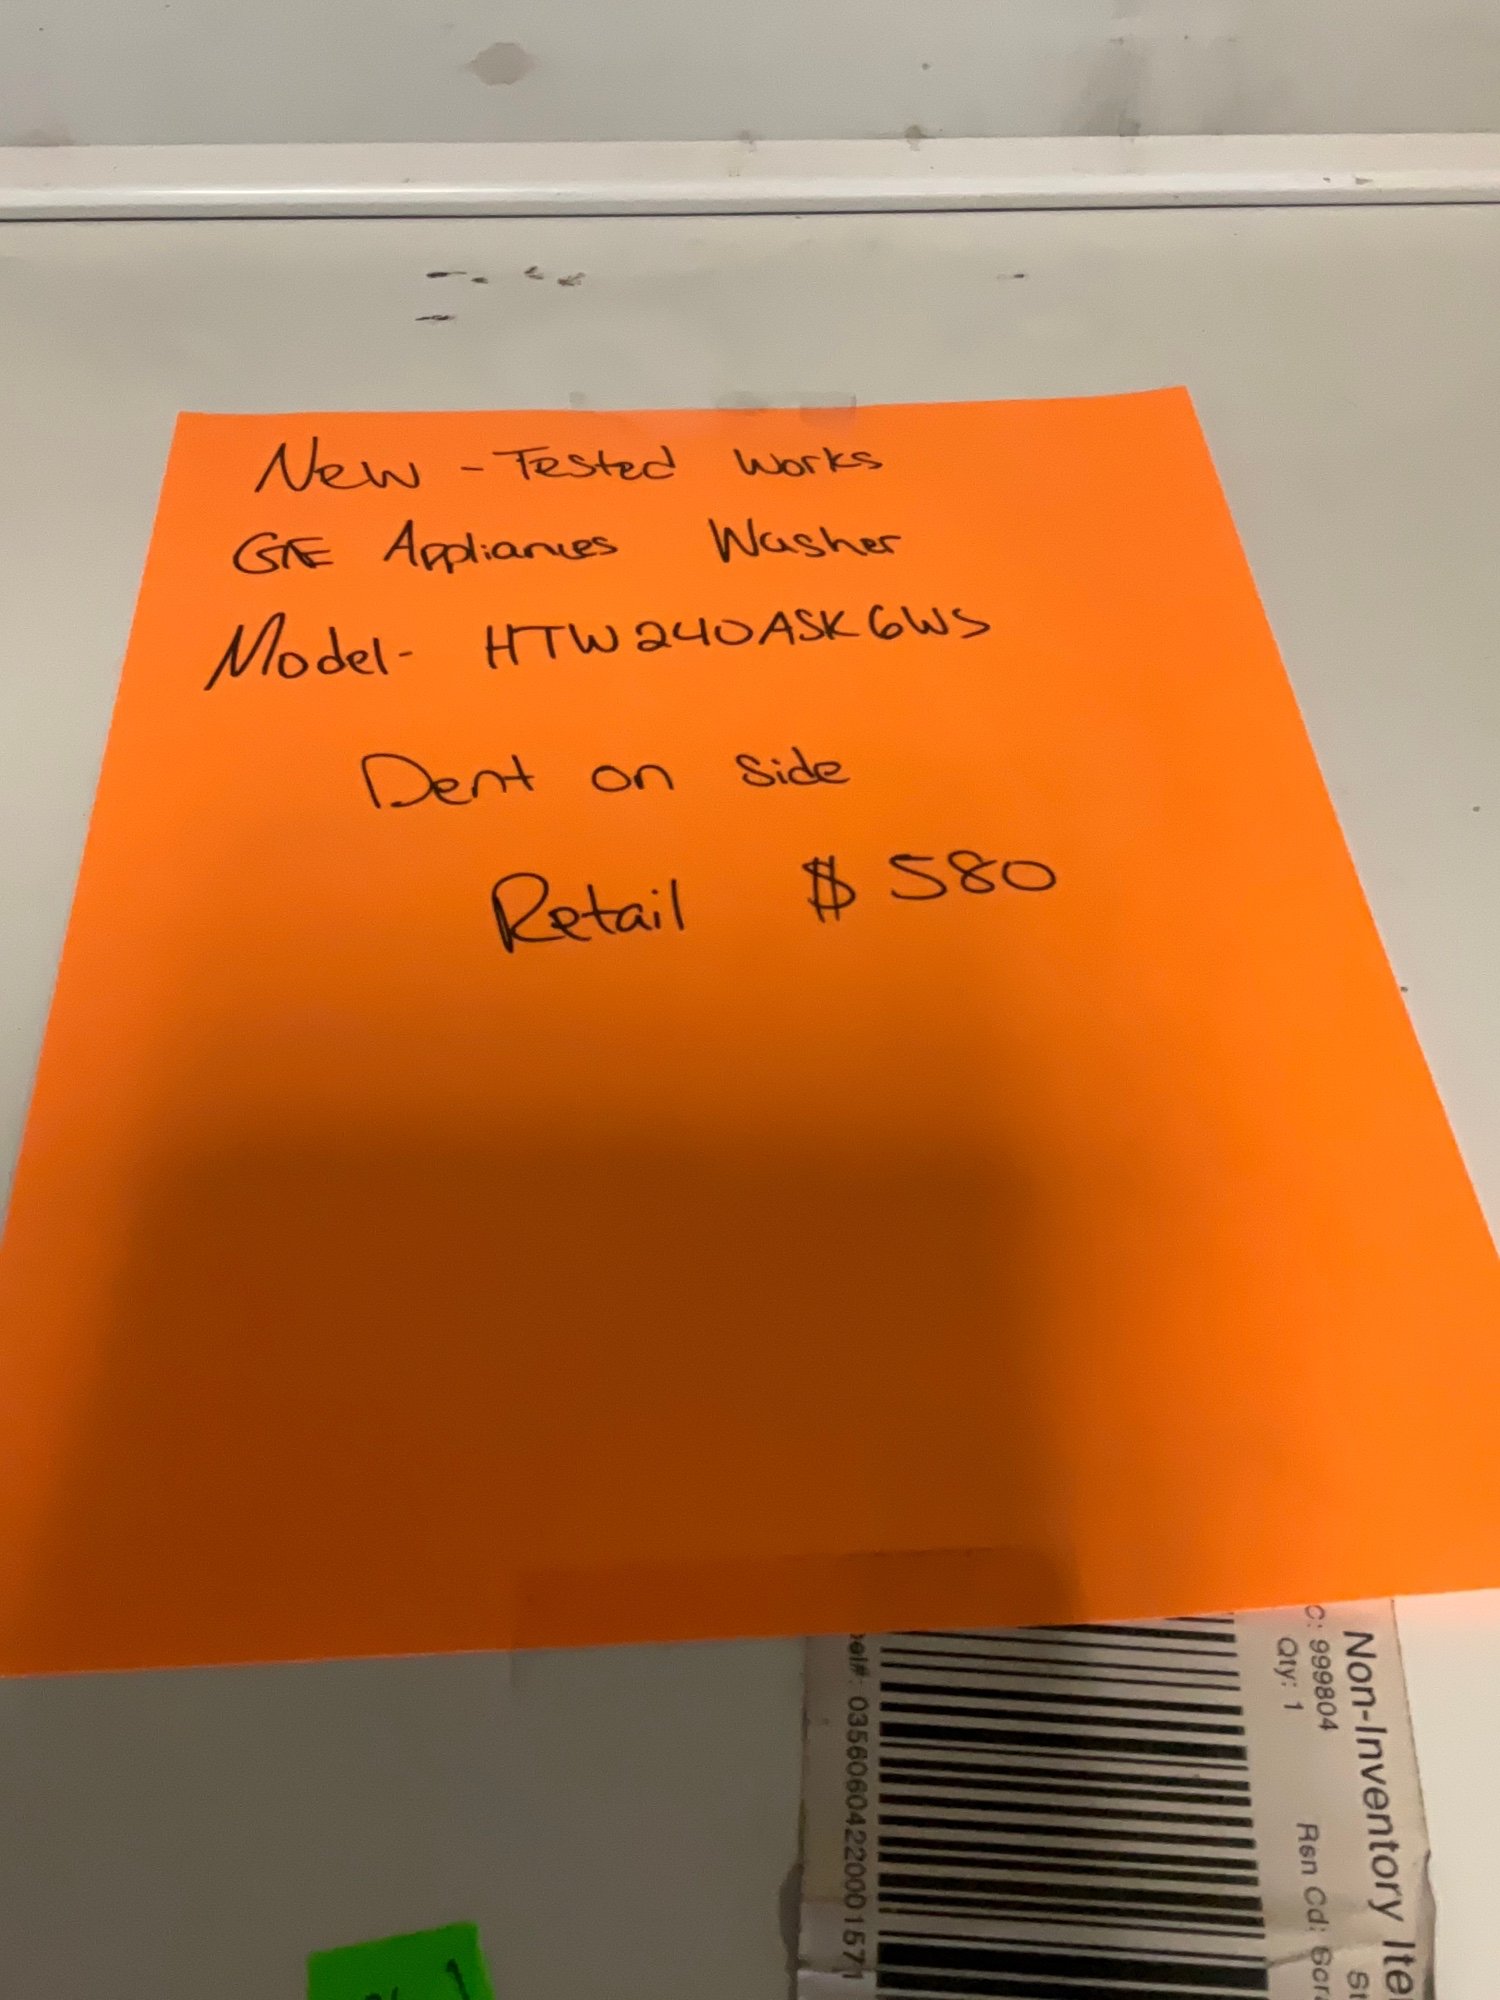 New - Tested Works
GE Appliances Washer
Model- HTW240ASK6WS
Dent on side
Retail $580
Non-Inventory
C: 999804
Qty: 1 Rsn Cd:
03560604220001571